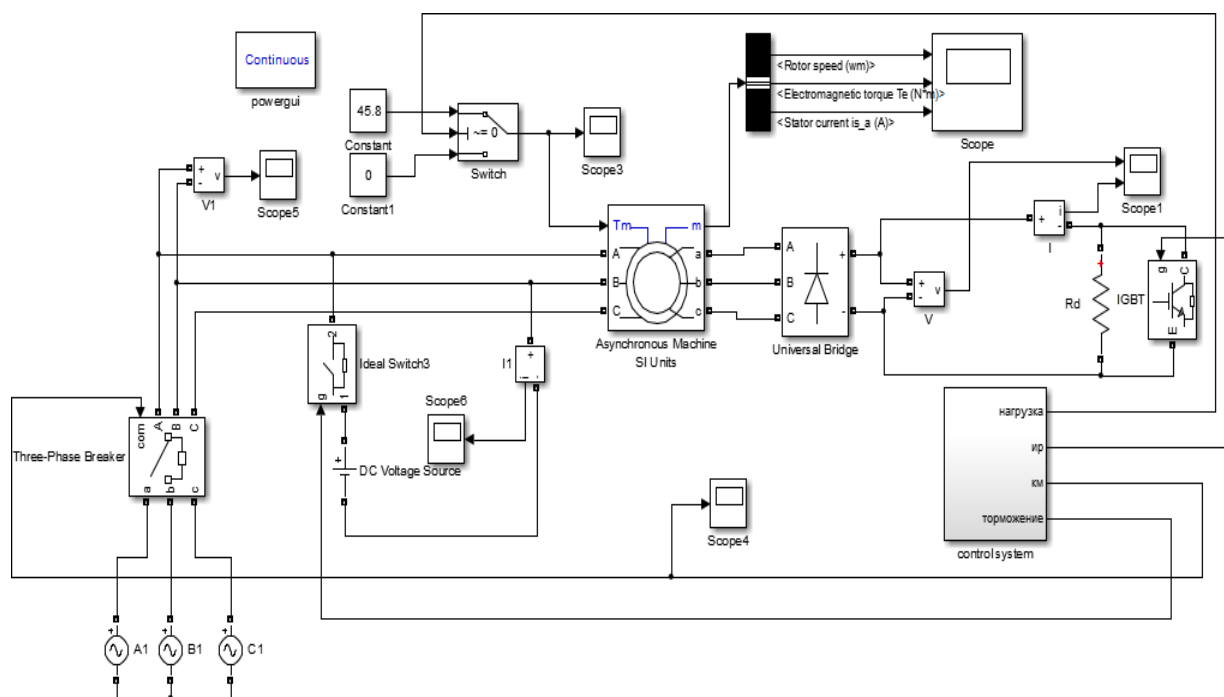 Continuous
powergui
45.8
Constant
0
Constant1
~= 0
Switch
Scope3
<Rotor speed (wm)>
<Electromagnetic torque Te (N*m)>
<Stator current is_a (A)>
Scope
+
-
v
V1
Scope5
Tm
m
A
B
C
a
b
c
Asynchronous Machine
SI Units
A
B
C
+
-
Universal Bridge
+
-
v
V
+
i
-
I
Scope1
+
Rd
g
C
E
IGBT
2
g
1
Ideal Switch3
+
i
-
I1
Scope6
+
DC Voltage Source
com
A
B
C
a
b
c
Three-Phase Breaker
Scope4
нагрузка
ир
км
торможение
control system
+
A1
+
B1
+
C1